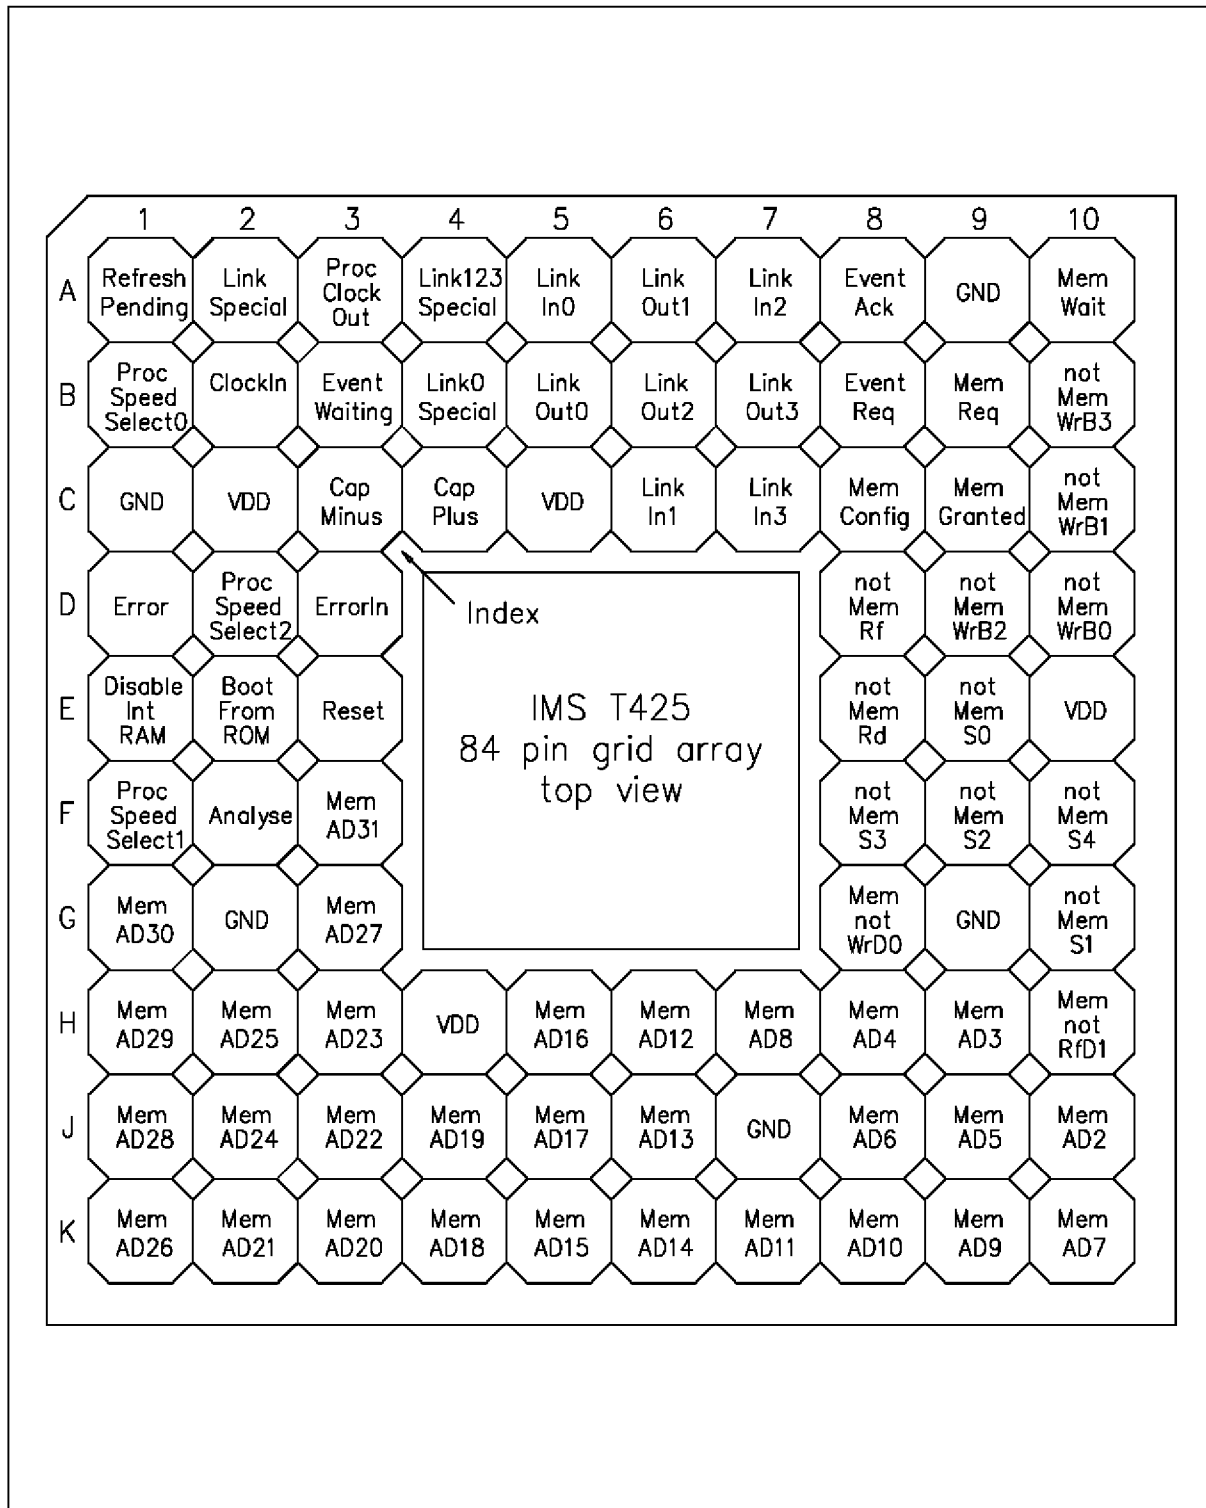 1 2 3 4 5 6 7 8 9 10
A
Refresh
Pending
Link
Special
Proc
Clock
Out
Link123
Special
Link
In0
Link
Out1
Link
In2
Event
Ack
GND
Mem
Wait
B
Proc
Speed
Select0
ClockIn
Event
Waiting
Link0
Special
Link
Out0
Link
Out2
Link
Out3
Event
Req
Mem
Req
not
Mem
WrB3
C
GND
VDD
Cap
Minus
Cap
Plus
VDD
Link
In1
Link
In3
Mem
Config
Mem
Granted
not
Mem
WrB1
D
Error
Proc
Speed
Select2
ErrorIn
Index
not
Mem
Rf
not
Mem
WrB2
not
Mem
WrB0
E
Disable
Int
RAM
Boot
From
ROM
Reset
IMS T425
84 pin grid array
top view
not
Mem
Rd
not
Mem
S0
VDD
F
Proc
Speed
Select1
Analyse
Mem
AD31
not
Mem
S3
not
Mem
S2
not
Mem
S4
G
Mem
AD30
GND
Mem
AD27
Mem
not
WrD0
GND
not
Mem
S1
H
Mem
AD29
Mem
AD25
Mem
AD23
VDD
Mem
AD16
Mem
AD12
Mem
AD8
Mem
AD4
Mem
AD3
Mem
not
RfD1
J
Mem
AD28
Mem
AD24
Mem
AD22
Mem
AD19
Mem
AD17
Mem
AD13
GND
Mem
AD6
Mem
AD5
Mem
AD2
K
Mem
AD26
Mem
AD21
Mem
AD20
Mem
AD18
Mem
AD15
Mem
AD14
Mem
AD11
Mem
AD10
Mem
AD9
Mem
AD7